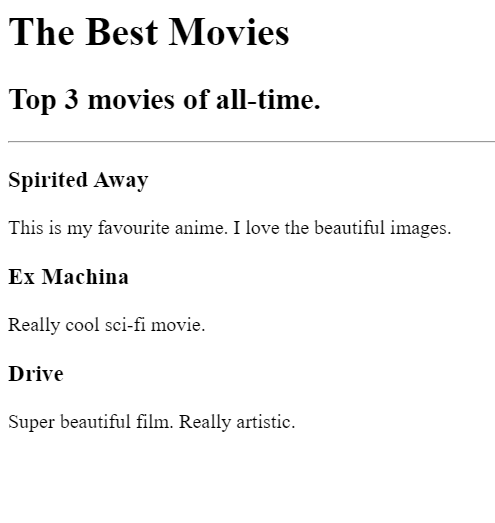 The Best Movies
Top 3 movies of all-time.
Spirited Away
This is my favourite anime. I love the beautiful images.
Ex Machina
Really cool sci-fi movie.
Drive
Super beautiful film. Really artistic.